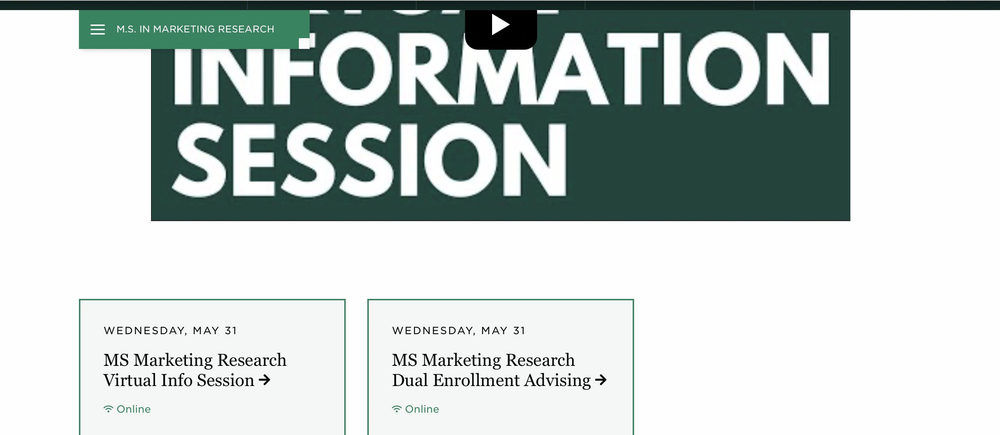 M.S. IN MARKETING RESEARCH
INFORMATION
SESSION
WEDNESDAY, MAY 31
MS Marketing Research
Virtual Info Session
Online
WEDNESDAY, MAY 31
MS Marketing Research
Dual Enrollment Advising
Online